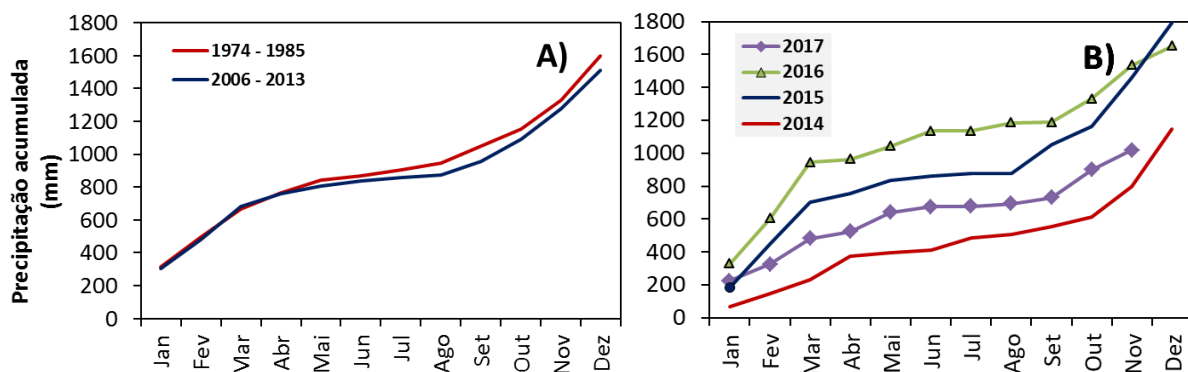 Precipitação acumulada
(mm)
1800
1600
1400
1200
1000
800
600
400
200
0
1974 - 1985
2006 - 2013
A)
Jan
Fev
Mar
Abr
Mai
Jun
Jul
Ago
Set
Out
Nov
Dez
1800
1600
1400
1200
1000
800
600
400
200
0
2017
2016
2015
2014
B)
Jan
Fev
Mar
Abr
Mai
Jun
Jul
Ago
Set
Out
Nov
Dez